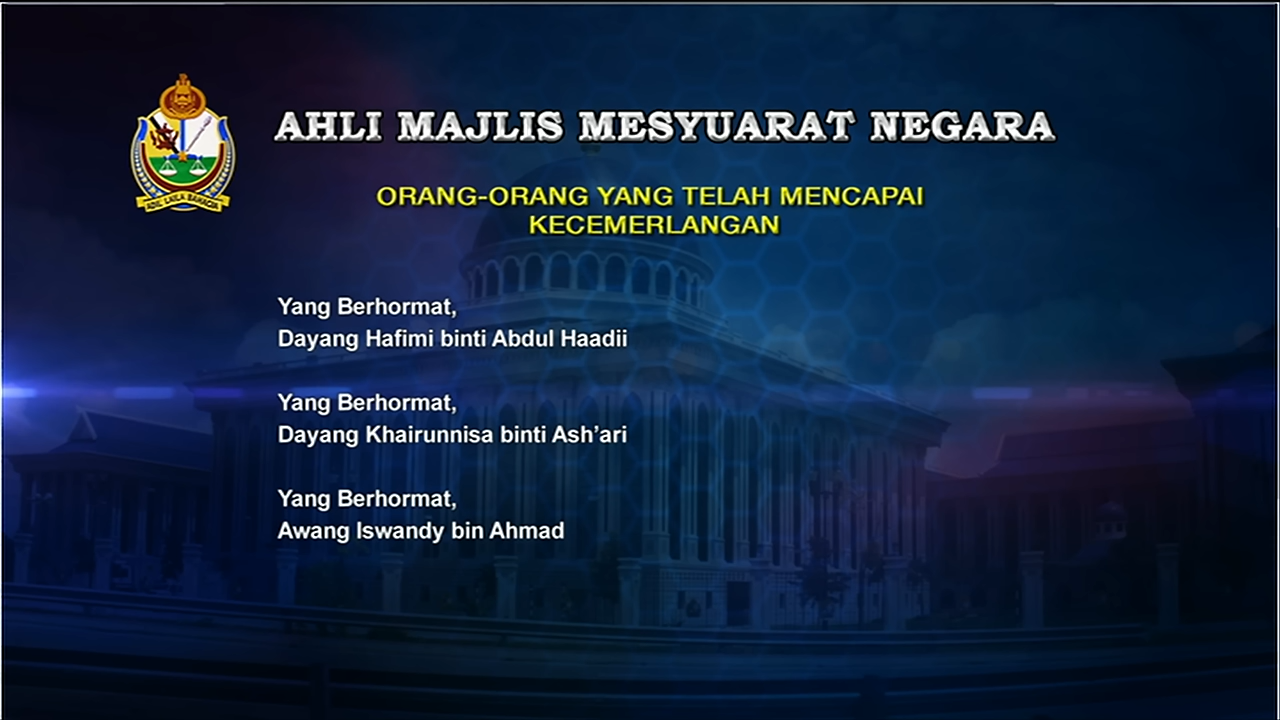 AHLI MAJLIS MESYUARAT NEGARA
ORANG-ORANG YANG TELAH MENCAPAI
KECEMERLANGAN
Yang Berhormat,
Dayang Hafimi binti Abdul Haadii
Yang Berhormat,
Dayang Khairunnisa binti Ash’ari
Yang Berhormat,
Awang Iswandy bin Ahmad